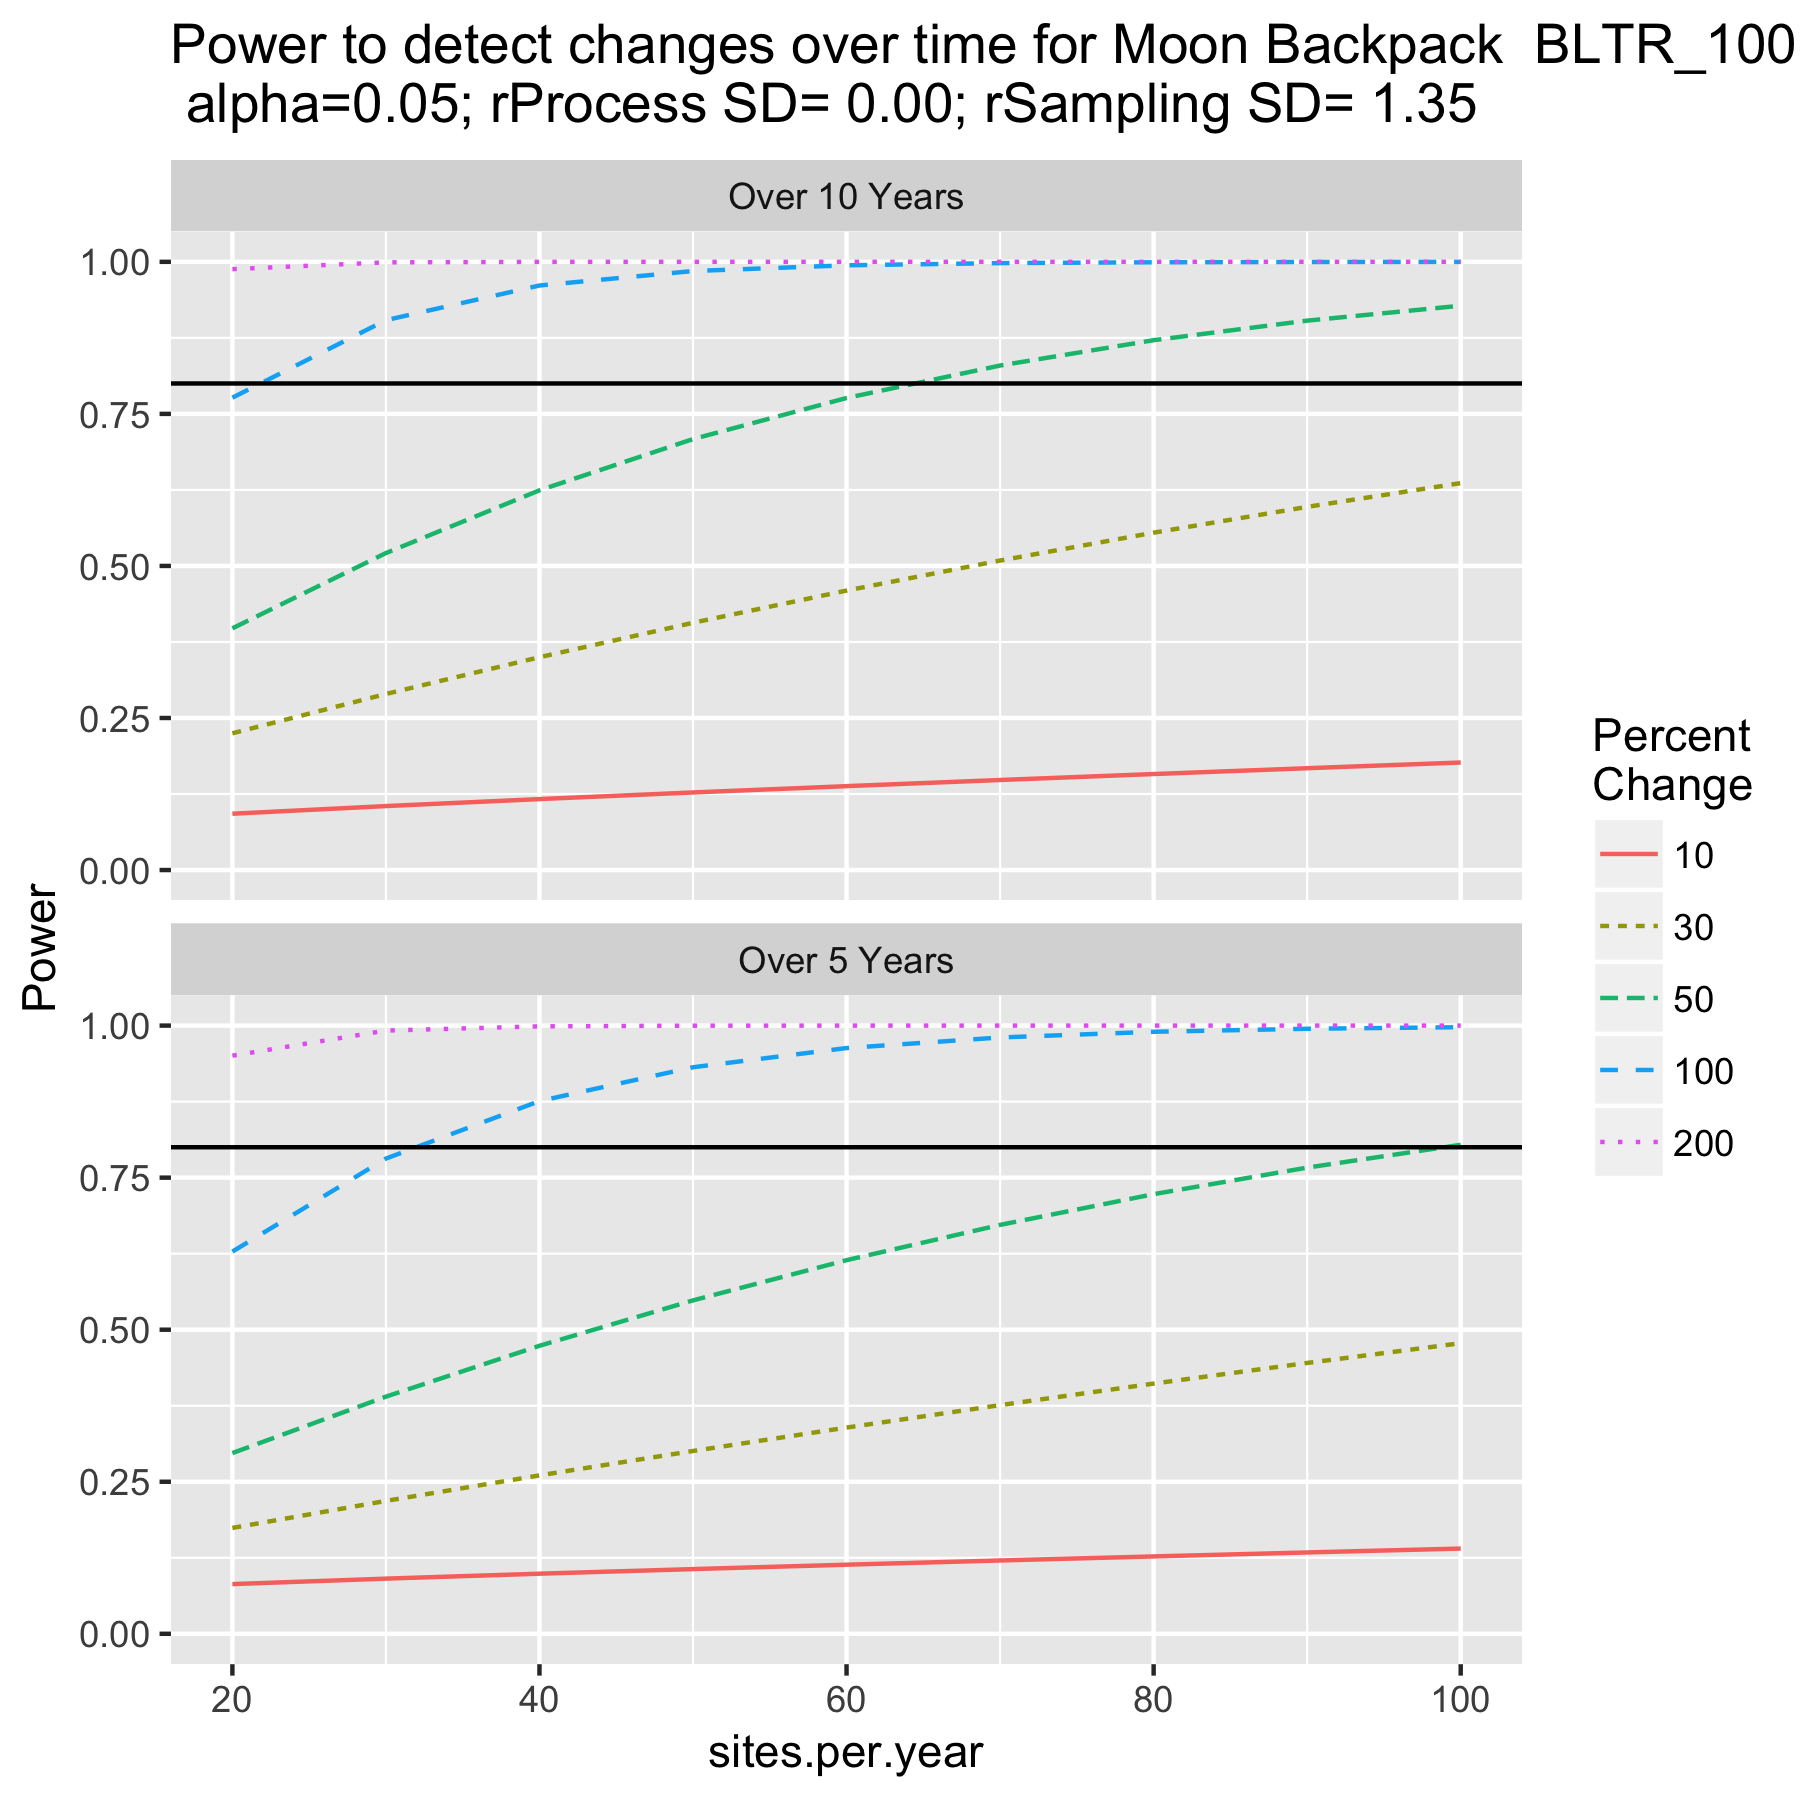 Power to detect changes over time for Moon Backpack  BLTR_100
alpha=0.05; rProcess SD= 0.00; rSampling SD= 1.35
Over 10 Years
1.00
0.75
0.50
0.25
0.00
Power
Over 5 Years
1.00
0.75
0.50
0.25
0.00
20 40 60 80 100
sites.per.year
Percent
Change
10
30
50
100
200